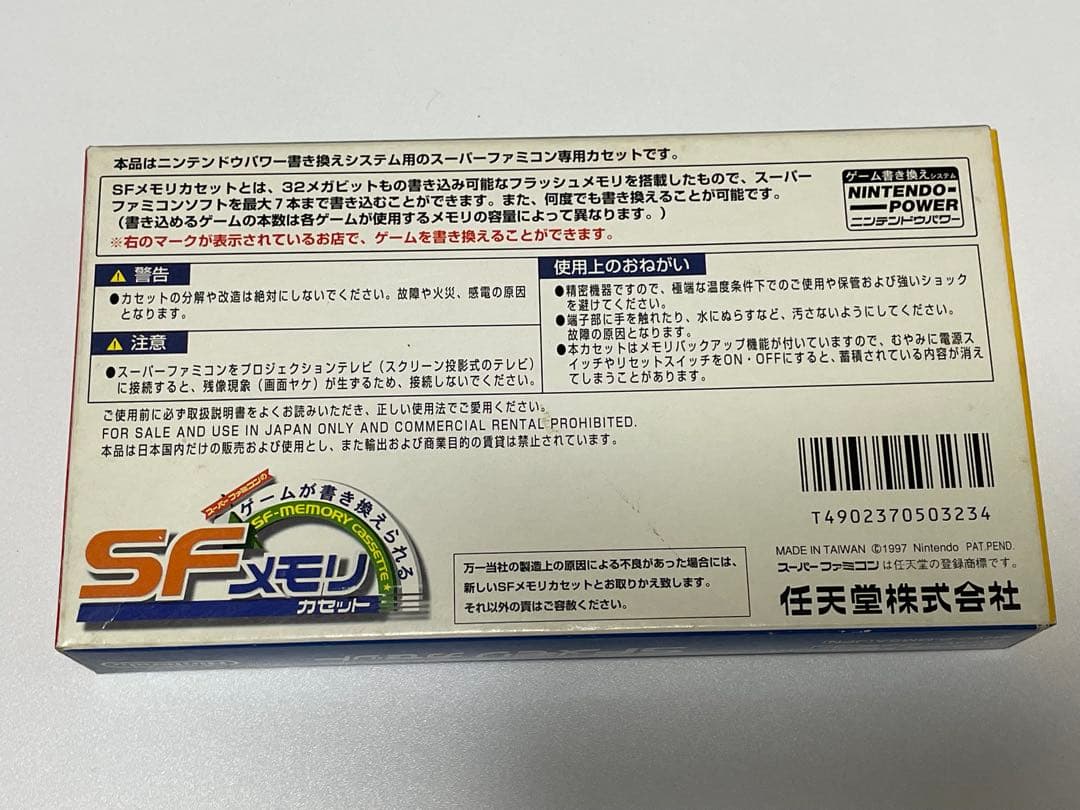 本品はニンテンドウパワー書き換えシステム用のスーパーファミコン専用カセットです。
SFメモリカセットとは、32メガビットもの書き込み可能なフラッシュメモリを搭載したもので、スーパー
ファミコンソフトを最大7本まで書き込むことができます。また、何度でも書き換えることが可能です。
（書き込めるゲームの本数は各ゲームが使用するメモリの容量によって異なります。）
※右のマークが表示されているお店で、ゲームを書き換えることができます。
ゲーム書き換えシステム
NINTENDO-
POWER
ニンテンドウパワー
警告
●カセットの分解や改造は絶対にしないでください。故障や火災、感電の原因
となります。
注意
●スーパーファミコンをプロジェクションテレビ（スクリーン投影式のテレビ）
に接続すると、残像現象（画面ヤケ）が生ずるため、接続しないでください。
使用上のおねがい
●精密機器ですので、極端な温度条件下でのご使用や保管および強いショック
を避けてください。
●端子部に手を触れたり、水にぬらすなど、汚さないようにしてください。
故障の原因となります。
●本カセットはメモリバックアップ機能が付いていますので、むやみに電源ス
イッチやリセットスイッチをON・OFFにすると、蓄積されている内容が消え
てしまうことがあります。
ご使用前に必ず取扱説明書をよくお読みいただき、正しい使用法でご愛用ください。
FOR SALE AND USE IN JAPAN ONLY AND COMMERCIAL RENTAL PROHIBITED.
本品は日本国内だけの販売および使用とし、また輸出および商業目的の賃貸は禁止されています。
スーパーファミコンの
ゲームが書き換えられる
SF-MEMORY CASSETTE
SFメモリ
カセット
万一当社の製造上の原因による不良があった場合には、
新しいSFメモリカセットとお取りかえ致します。
それ以外の責はご容赦ください。
T4902370503234
MADE IN TAIWAN ©1997 Nintendo PAT.PEND.
スーパーファミコンは任天堂の登録商標です。
任天堂株式会社